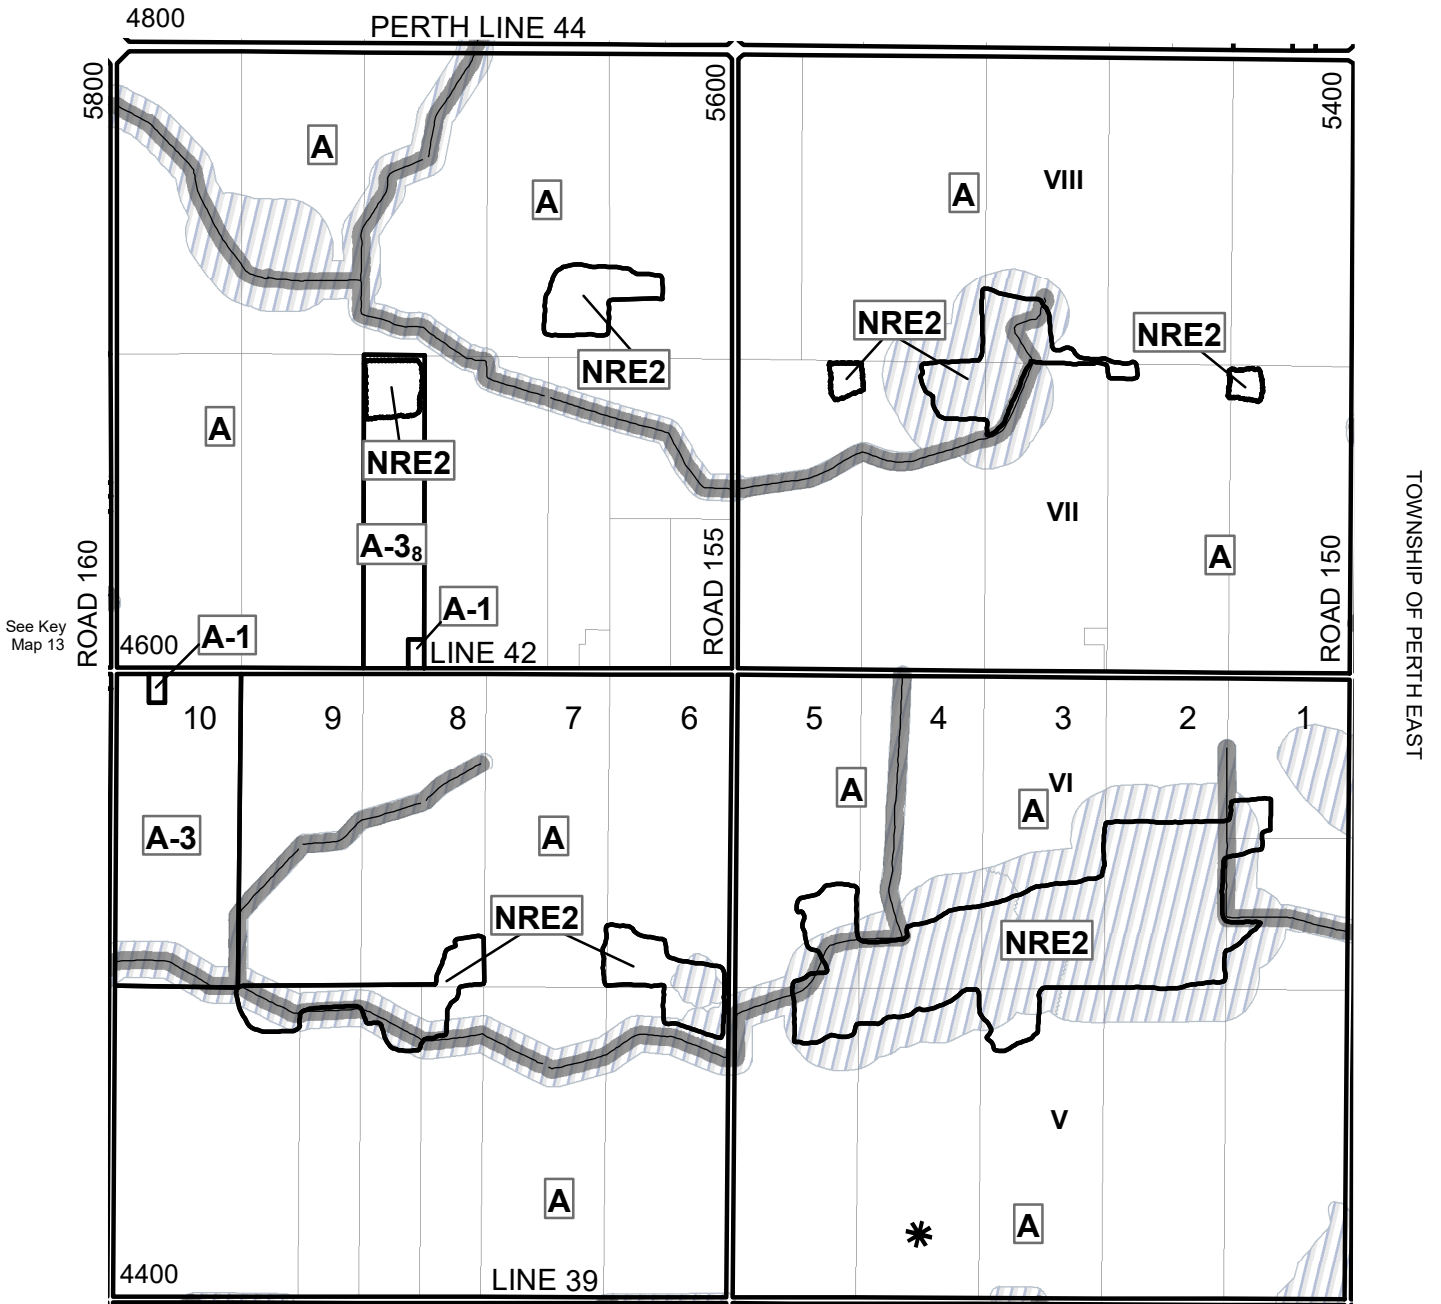 4800
PERTH LINE 44
5800
5600
5400
A
A
A
VIII
NRE2
NRE2
NRE2
A
NRE2
VII
A-3₈
A
A-1
ROAD 160
ROAD 155
ROAD 150
TOWNSHIP OF PERTH EAST
See Key
Map 13
A-1
4600
LINE 42
10
9
8
7
6
5
4
3
2
1
A
VI
A
A-3
A
NRE2
NRE2
V
A
A
4400
LINE 39